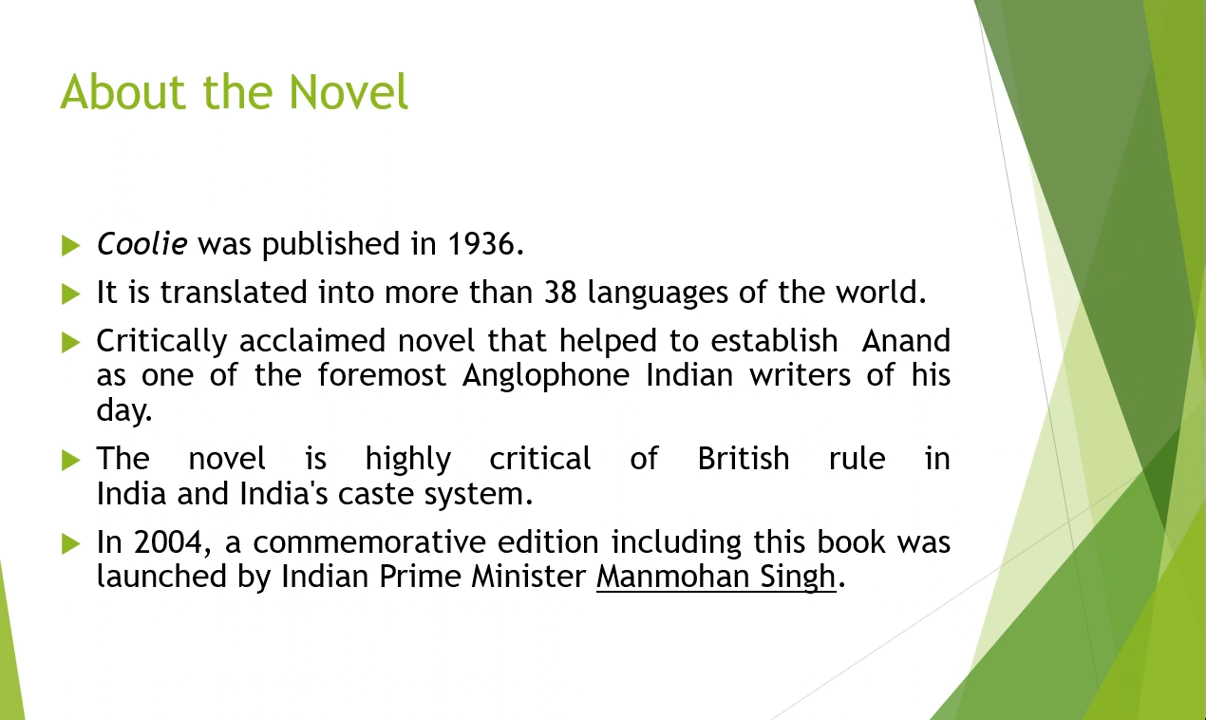 About the Novel
Coolie was published in 1936.
It is translated into more than 38 languages of the world.
Critically acclaimed novel that helped to establish Anand
as one of the foremost Anglophone Indian writers of his
day.
The novel is highly critical of British rule in
India and India's caste system.
In 2004, a commemorative edition including this book was
launched by Indian Prime Minister Manmohan Singh.